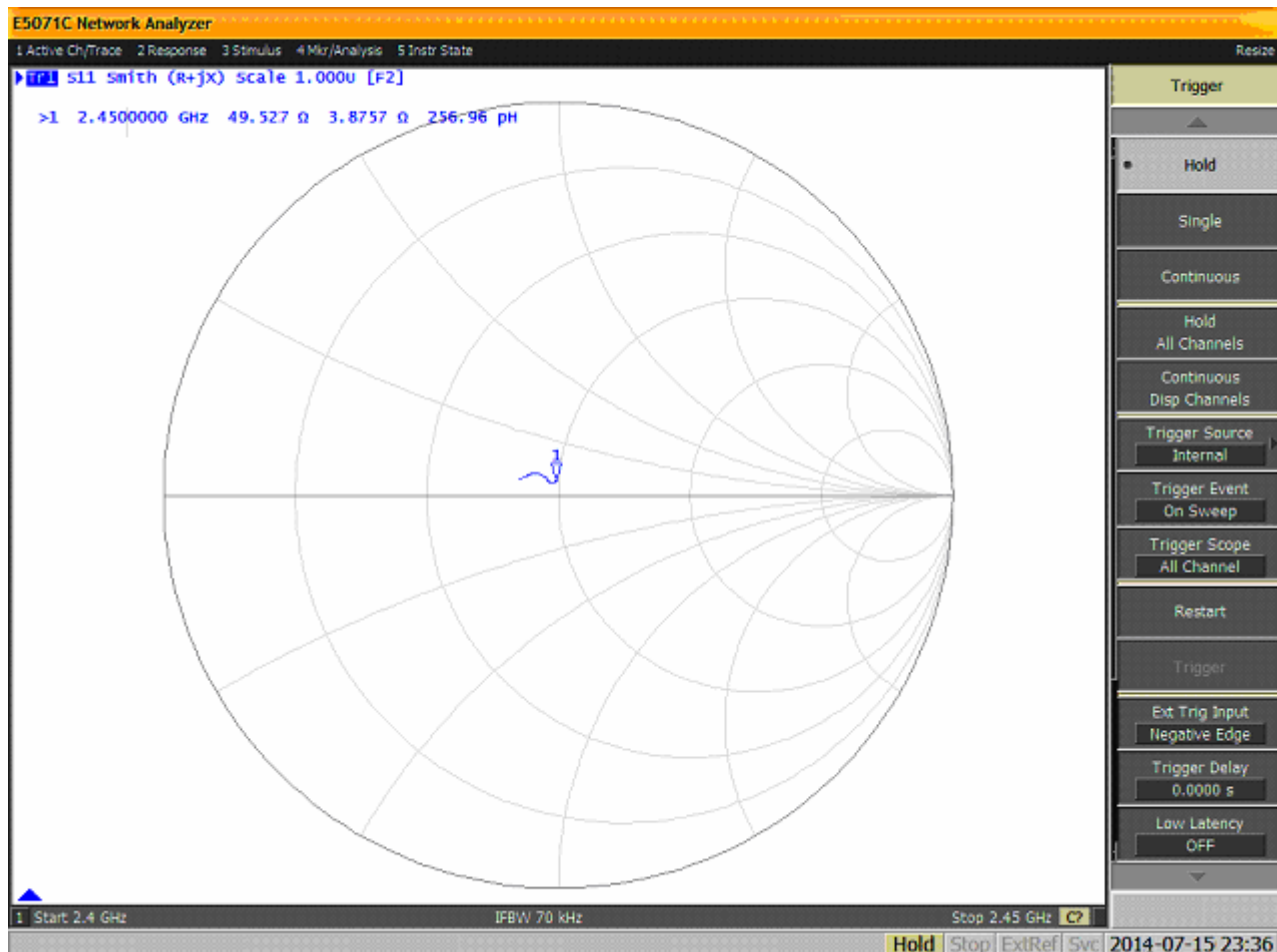 E5071C Network Analyzer
1 Active Ch/Trace 2 Response 3 Stimulus 4 Mkr/Analysis 5 Instr State
Resize
Tr1 S11 Smith (R+jX) Scale 1.000U [F2]
>1 2.4500000 GHz 49.527 Ω 3.8757 Ω 256.96 pH
1
Trigger
Hold
Single
Continuous
Hold
All Channels
Continuous
Disp Channels
Trigger Source
Internal
Trigger Event
On Sweep
Trigger Scope
All Channel
Restart
Trigger
Ext Trig Input
Negative Edge
Trigger Delay
0.0000 s
Low Latency
OFF
1 Start 2.4 GHz
IFBW 70 kHz
Stop 2.45 GHz C?
Hold Stop ExtRef Svc 2014-07-15 23:36